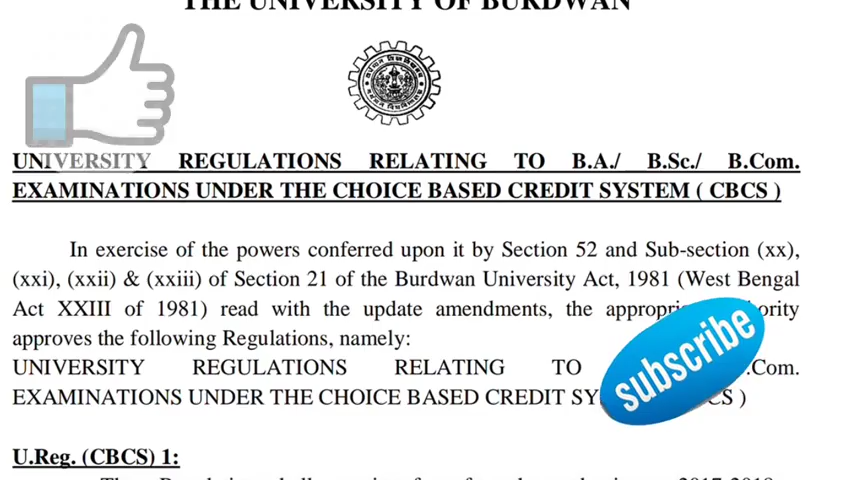 THE UNIVERSITY OF BURDWAN
UNIVERSITY REGULATIONS RELATING TO B.A./ B.Sc./ B.Com.
EXAMINATIONS UNDER THE CHOICE BASED CREDIT SYSTEM ( CBCS )
In exercise of the powers conferred upon it by Section 52 and Sub-section (xx),
(xxi), (xxii) & (xxiii) of Section 21 of the Burdwan University Act, 1981 (West Bengal
Act XXIII of 1981) read with the update amendments, the
approves the following Regulations, namely:
UNIVERSITY REGULATIONS RELATING TO .Com.
EXAMINATIONS UNDER THE CHOICE BASED CREDIT CS )
subscribe
U.Reg. (CBCS) 1: